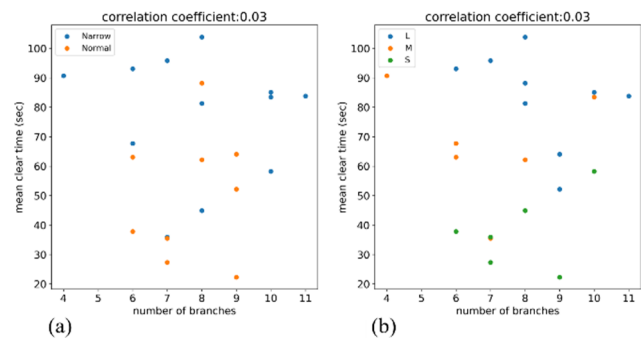 correlation coefficient:0.03
Narrow
Normal
mean clear time (sec)
100
90
80
70
60
50
40
30
20
4 5 6 7 8 9 10 11
number of branches
(a)
correlation coefficient:0.03
L
M
S
mean clear time (sec)
100
90
80
70
60
50
40
30
20
4 5 6 7 8 9 10 11
number of branches
(b)